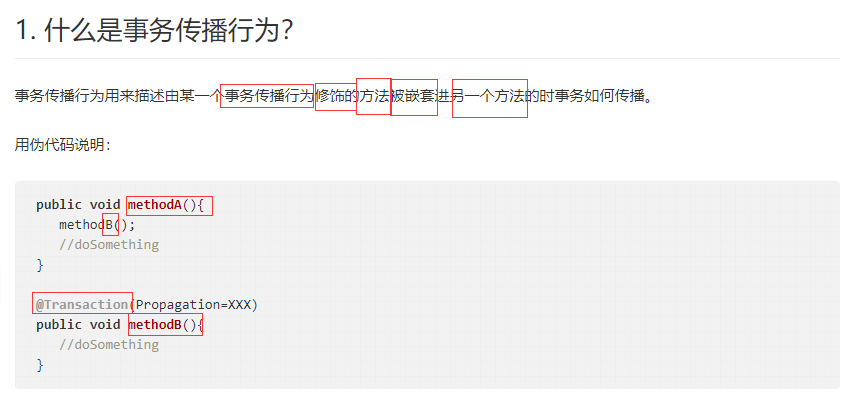 1. 什么是事务传播行为?
事务传播行为用来描述由某一个事务传播行为修饰的方法被嵌套进另一个方法的时事务如何传播。
用伪代码说明:
public void methodA(){
methodB();
//doSomething
}
@Transaction(Propagation=XXX)
public void methodB(){
//doSomething
}